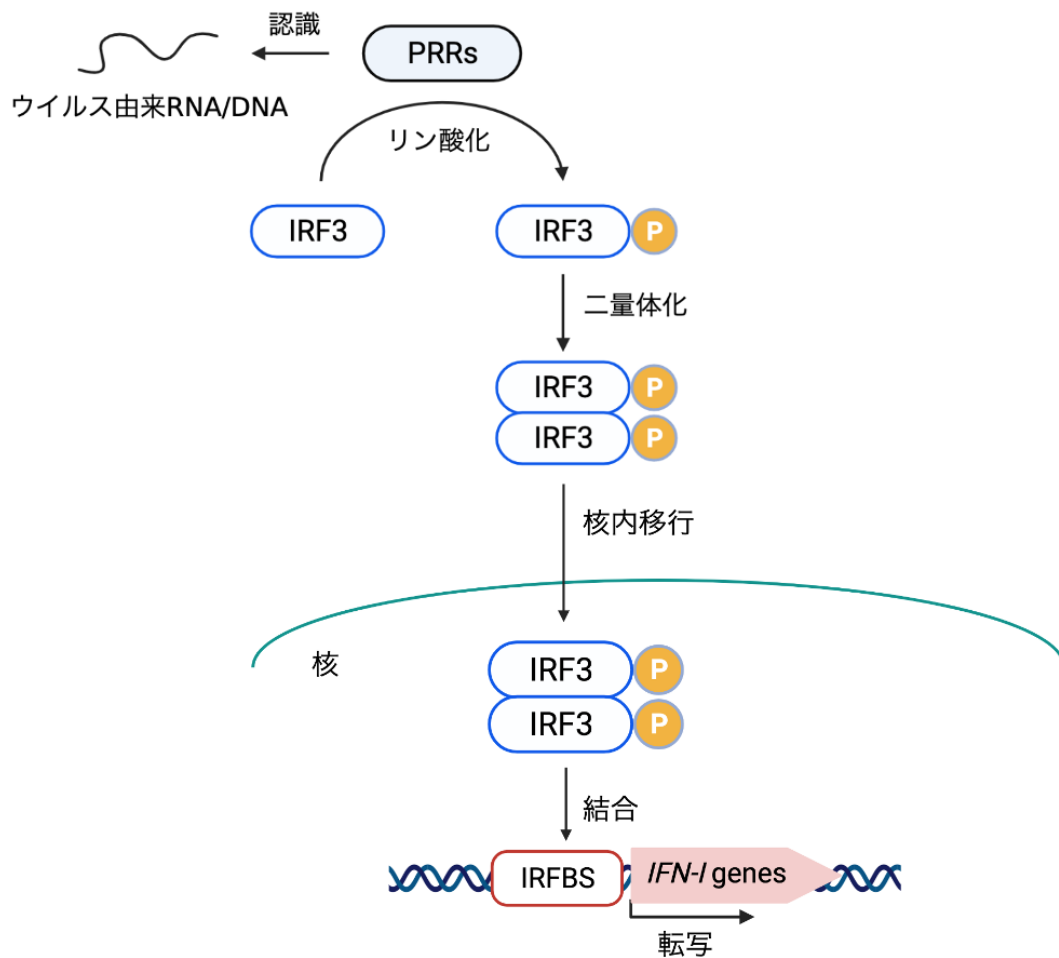 認識
PRRs
ウイルス由来RNA/DNA
リン酸化
IRF3
IRF3
P
二量体化
IRF3
P
IRF3
P
核内移行
核
IRF3
P
IRF3
P
結合
IRFBS
IFN-I genes
転写